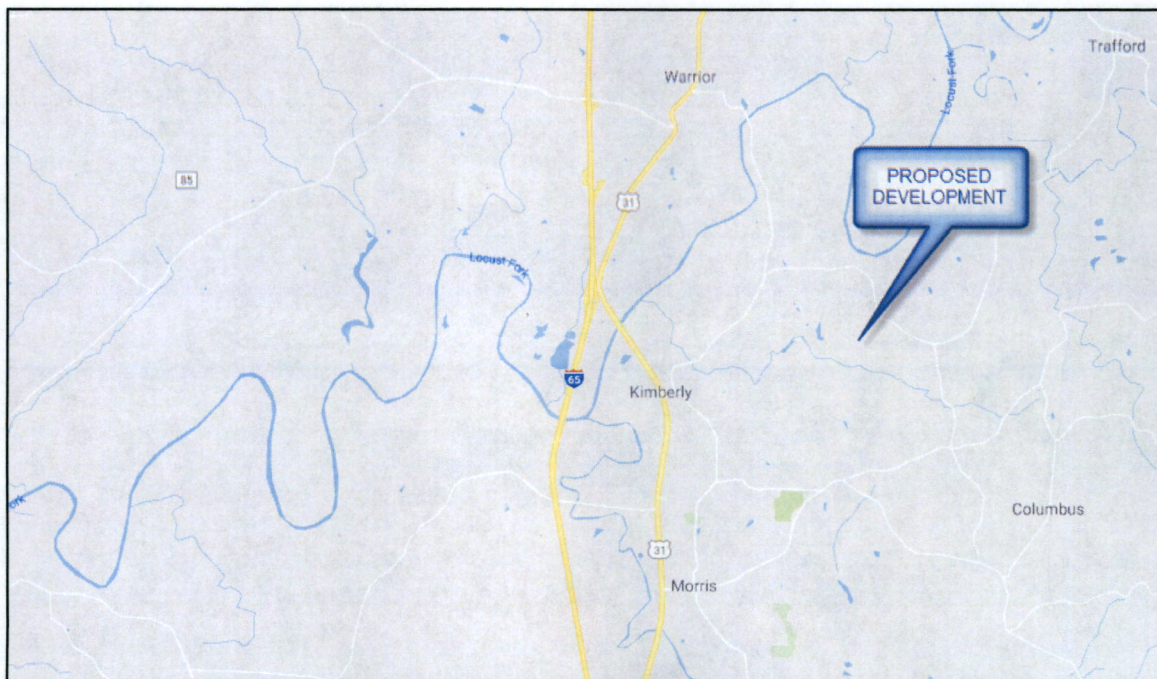 Trafford
Warrior
Locust Fork
PROPOSED
DEVELOPMENT
85
31
Locust Fork
65
Kimberly
Columbus
ork
31
Morris